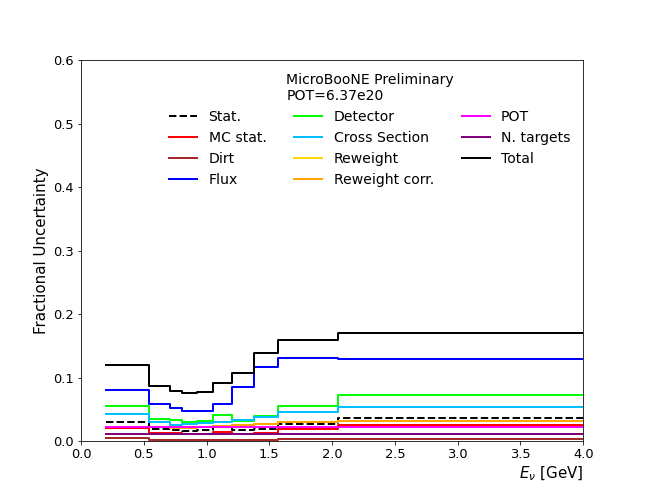 MicroBooNE Preliminary
POT=6.37e20
Stat. Detector POT
MC stat. Cross Section N. targets
Dirt Reweight Total
Flux Reweight corr.
Fractional Uncertainty
0.6
0.5
0.4
0.3
0.2
0.1
0.0
0.0 0.5 1.0 1.5 2.0 2.5 3.0 3.5 4.0
E_ν [GeV]